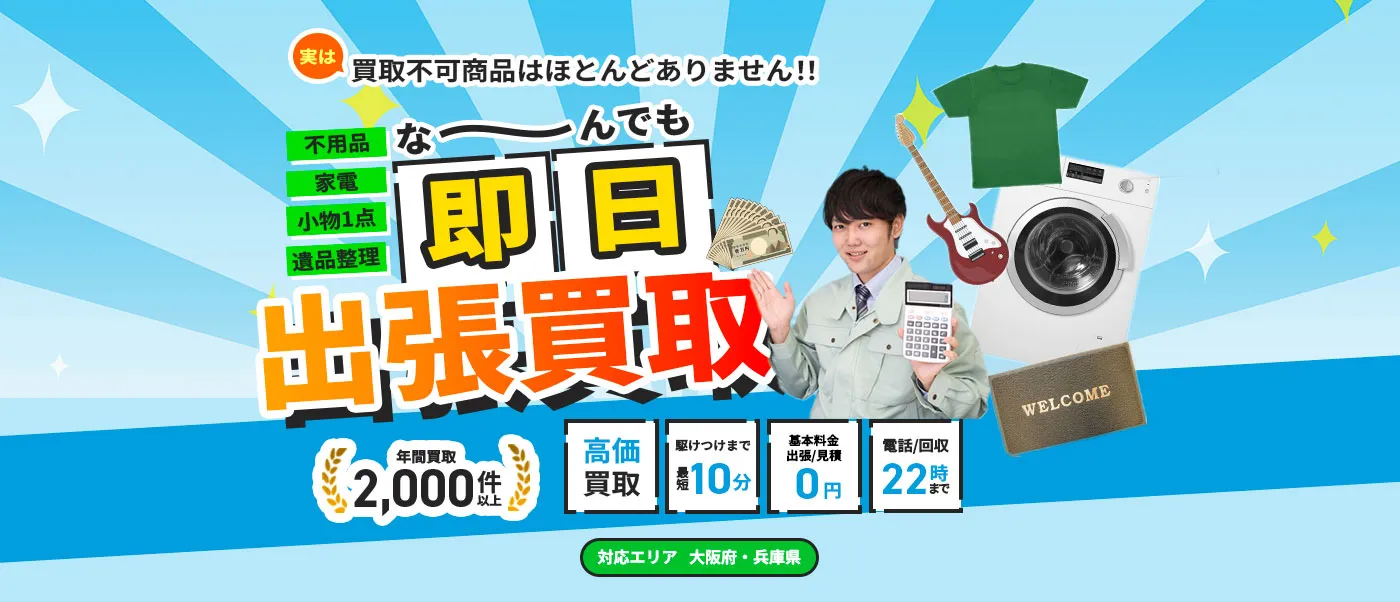 実は
買取不可商品はほとんどありません!!
な〜んでも
不用品
家電
小物1点
遺品整理
即日
出張買取
WELCOME
年間買取
2,000件以上
高価
買取
駆けつけまで
最短10分
基本料金
出張/見積
0円
電話/回収
22時まで
対応エリア 大阪府・兵庫県